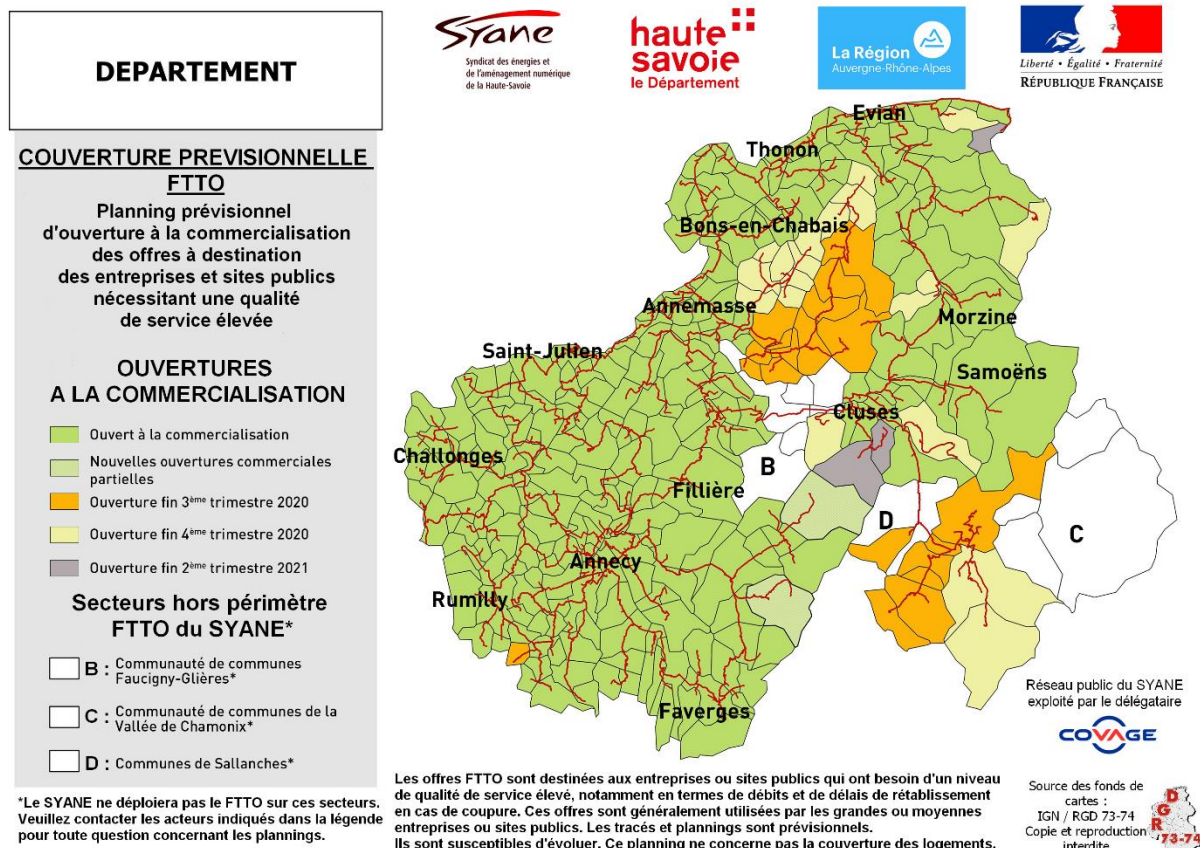 DEPARTEMENT
COUVERTURE PREVISIONNELLE
FTTO
Planning prévisionnel
d'ouverture à la commercialisation
des offres à destination
des entreprises et sites publics
nécessitant une qualité
de service élevée
OUVERTURES
A LA COMMERCIALISATION
Ouvert à la commercialisation
Nouvelles ouvertures commerciales
partielles
Ouverture fin 3ème trimestre 2020
Ouverture fin 4ème trimestre 2020
Ouverture fin 2ème trimestre 2021
Secteurs hors périmètre
FTTO du SYANE*
B : Communauté de communes
Faucigny-Glières*
C : Communauté de communes de la
Vallée de Chamonix*
D : Communes de Sallanches*
*Le SYANE ne déploiera pas le FTTO sur ces secteurs.
Veuillez contacter les acteurs indiqués dans la légende
pour toute question concernant les plannings.
Syane
Syndicat des énergies et
de l'aménagement numérique
de la Haute-Savoie
haute
savoie
le Département
La Région
Auvergne-Rhône-Alpes
Liberté • Égalité • Fraternité
RÉPUBLIQUE FRANÇAISE
Evian
Thonon
Bons-en-Chabais
Annemasse
Morzine
Saint-Julien
Samoëns
Cluses
Challonges
B
Fillière
D
C
Annecy
Rumilly
Faverges
Réseau public du SYANE
exploité par le délégataire
COVAGE
Les offres FTTO sont destinées aux entreprises ou sites publics qui ont besoin d'un niveau
de qualité de service élevé, notamment en termes de débits et de délais de rétablissement
en cas de coupure. Ces offres sont généralement utilisées par les grandes ou moyennes
entreprises ou sites publics. Les tracés et plannings sont prévisionnels.
Ils sont susceptibles d'évoluer. Ce planning ne concerne pas la couverture des logements.
Source des fonds de
cartes :
IGN / RGD 73-74
Copie et reproduction
interdite
RGD
73-74